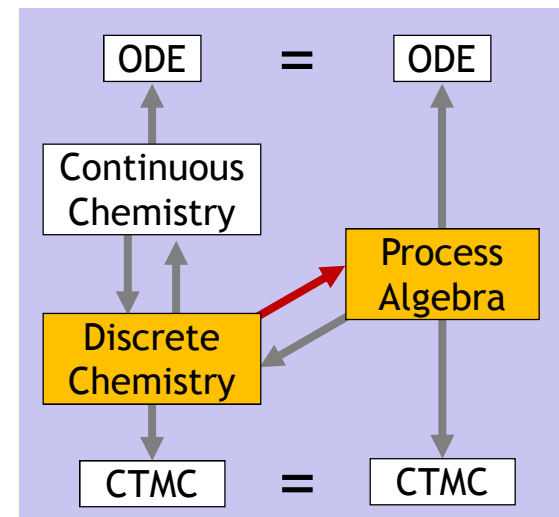 ODE = ODE
Continuous
Chemistry
Process
Algebra
Discrete
Chemistry
CTMC = CTMC